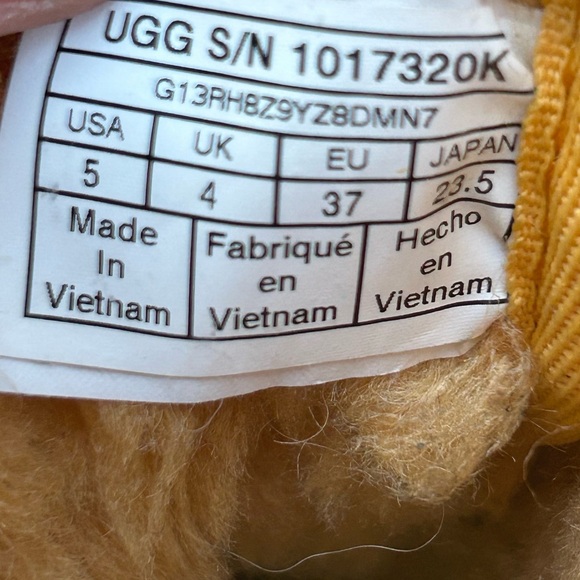 UGG S/N 1017320K
G13RH8Z9YZ8DMN7
USA UK EU JAPAN
5 4 37 23.5
Made In Vietnam
Fabriqué en Vietnam
Hecho en Vietnam